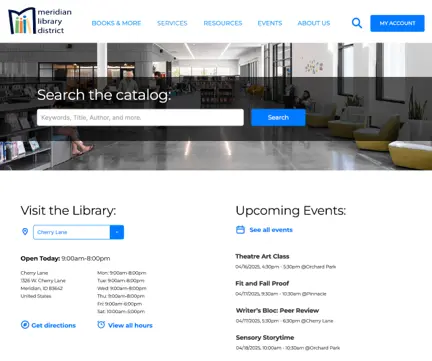 meridian
library
district
BOOKS & MORE SERVICES RESOURCES EVENTS ABOUT US
MY ACCOUNT
Search the catalog:
Keywords, Title, Author, and more.
Search
Visit the Library:
Cherry Lane
Open Today: 9:00am-8:00pm
Cherry Lane
1326 W. Cherry Lane
Meridian, ID 83642
United States
Mon: 9:00am-8:00pm
Tue: 9:00am-8:00pm
Wed: 9:00am-8:00pm
Thu: 9:00am-8:00pm
Fri: 9:00am-6:00pm
Sat: 10:00am-5:00pm
Get directions
View all hours
Upcoming Events:
See all events
Theatre Art Class
04/16/2025, 4:30pm - 5:30pm @Orchard Park
Fit and Fall Proof
04/17/2025, 9:30am - 10:30am @Pinnacle
Writer's Bloc: Peer Review
04/17/2025, 5:30pm - 6:30pm @Cherry Lane
Sensory Storytime
04/18/2025, 10:00am - 10:30am @Orchard Park